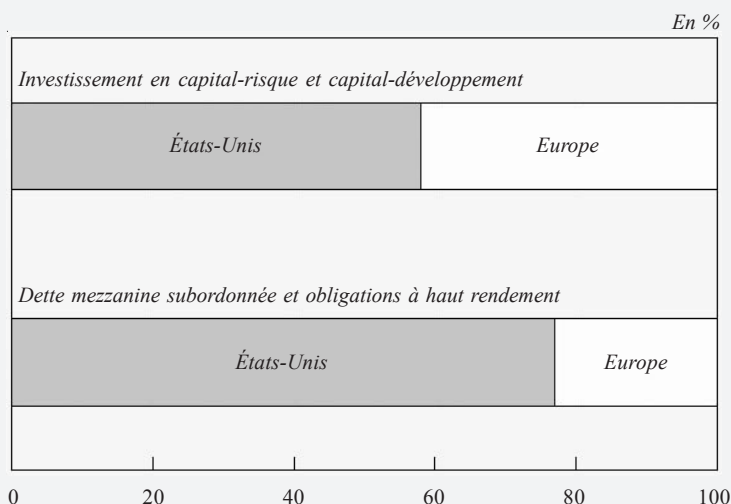 En %
Investissement en capital-risque et capital-développement
États-Unis Europe
Dette mezzanine subordonnée et obligations à haut rendement
États-Unis Europe
0 20 40 60 80 100